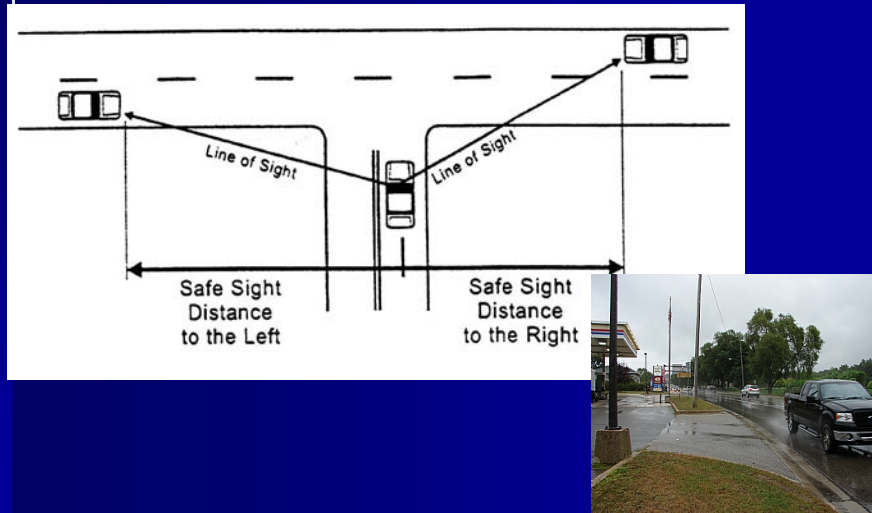 Line of Sight
Line of Sight
Safe Sight
Distance
to the Left
Safe Sight
Distance
to the Right